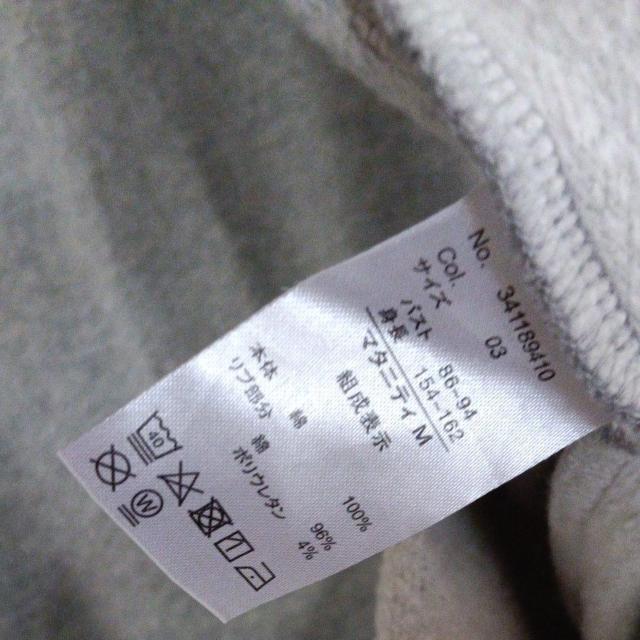 No. 341189410
Col. 03
サイズ
バスト 86-94
身長 154-162
マタニティ M
組成表示
本体 綿 100%
リブ部分 綿 96%
ポリウレタン 4%
40
W